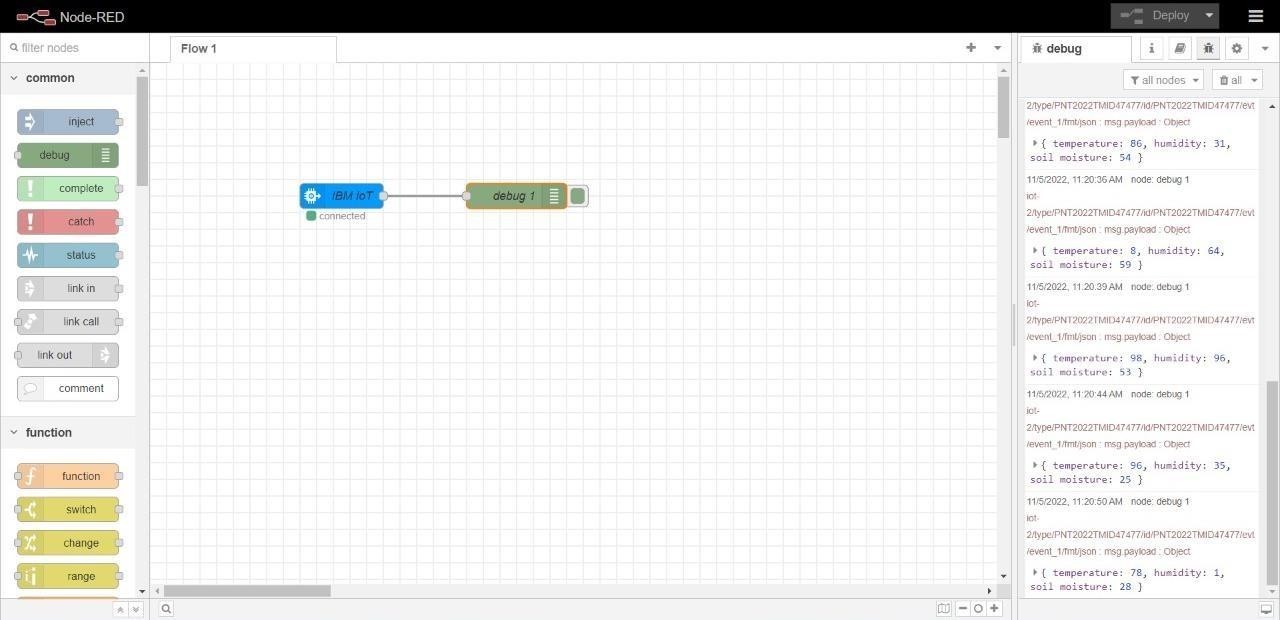 Node-RED
Deploy
filter nodes
common
inject
debug
complete
catch
status
link in
link call
link out
comment
function
function
switch
change
range
Flow 1
IBM IoT
connected
debug 1
debug
i
all nodes
all
2/type/PNT2022TMID47477/id/PNT2022TMID47477/evt
/event_1/fmt/json : msg.payload : Object
{ temperature: 86, humidity: 31,
soil moisture: 54 }
11/5/2022, 11:20:36 AM node: debug 1
iot-
2/type/PNT2022TMID47477/id/PNT2022TMID47477/evt
/event_1/fmt/json : msg.payload : Object
{ temperature: 8, humidity: 64,
soil moisture: 59 }
11/5/2022, 11:20:39 AM node: debug 1
iot-
2/type/PNT2022TMID47477/id/PNT2022TMID47477/evt
/event_1/fmt/json : msg.payload : Object
{ temperature: 98, humidity: 96,
soil moisture: 53 }
11/5/2022, 11:20:44 AM node: debug 1
iot-
2/type/PNT2022TMID47477/id/PNT2022TMID47477/evt
/event_1/fmt/json : msg.payload : Object
{ temperature: 96, humidity: 35,
soil moisture: 25 }
11/5/2022, 11:20:50 AM node: debug 1
iot-
2/type/PNT2022TMID47477/id/PNT2022TMID47477/evt
/event_1/fmt/json : msg.payload : Object
{ temperature: 78, humidity: 1,
soil moisture: 28 }